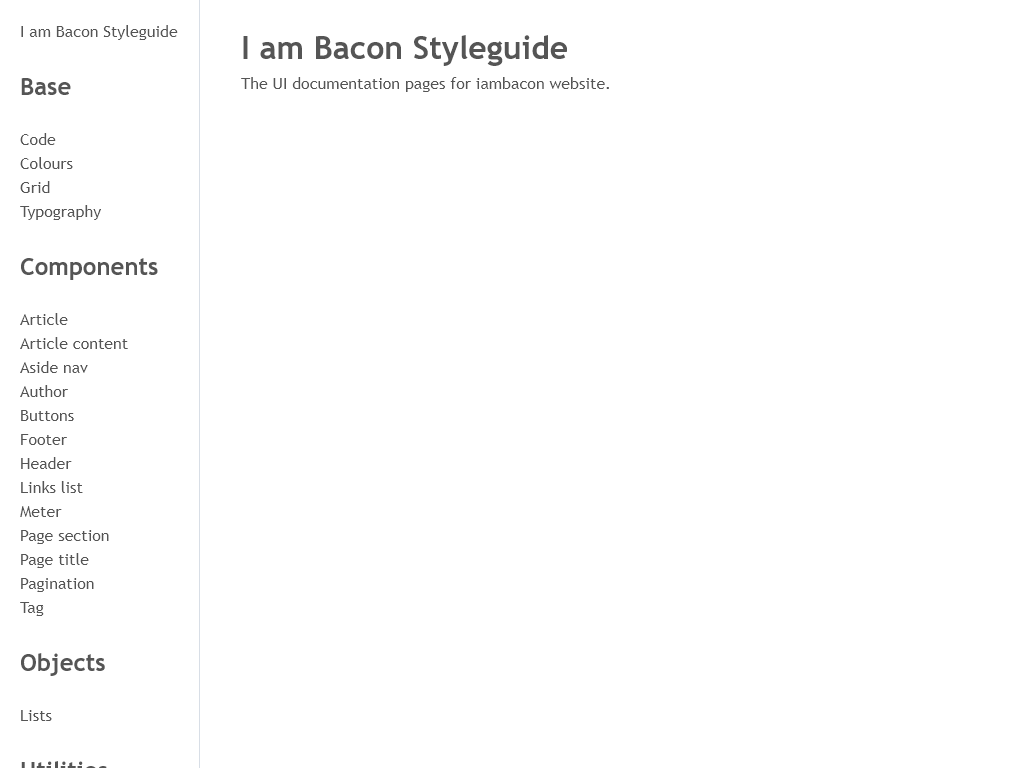 I am Bacon Styleguide
Base
Code
Colours
Grid
Typography
Components
Article
Article content
Aside nav
Author
Buttons
Footer
Header
Links list
Meter
Page section
Page title
Pagination
Tag
Objects
Lists
Utilities
I am Bacon Styleguide
The UI documentation pages for iambacon website.